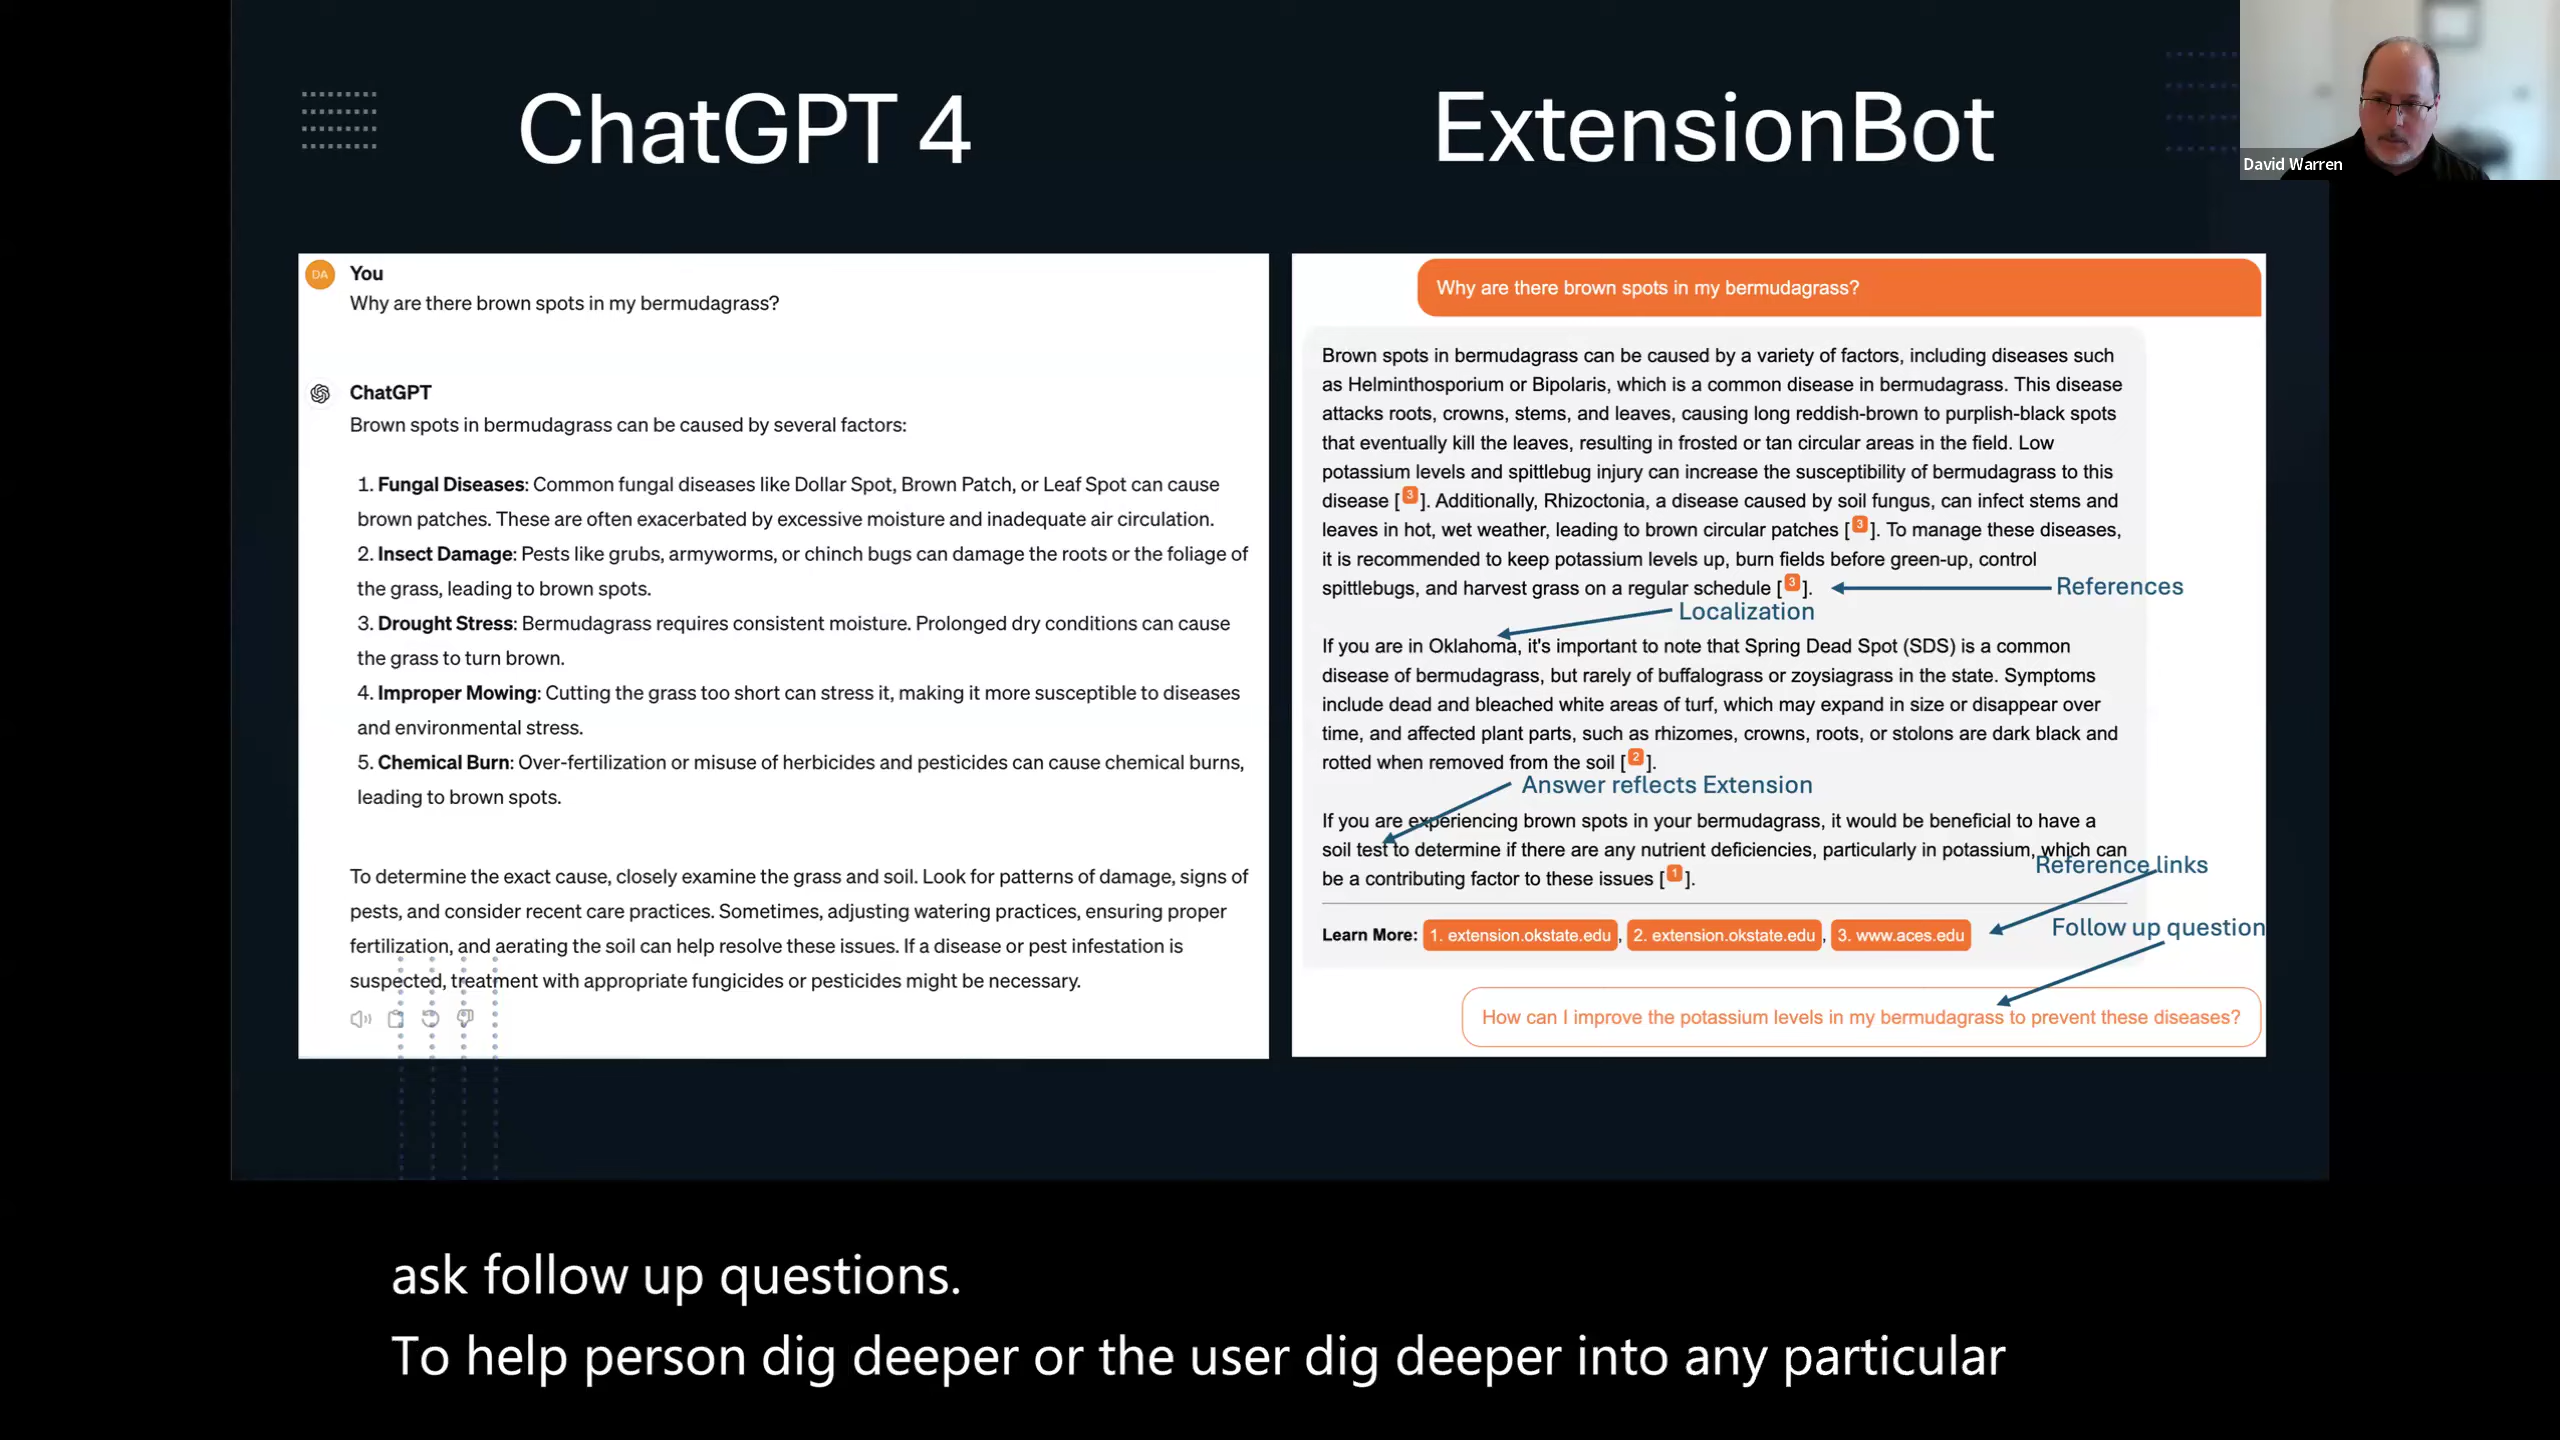 ChatGPT 4
ExtensionBot
David Warren
DA
You
Why are there brown spots in my bermudagrass?
ChatGPT
Brown spots in bermudagrass can be caused by several factors:
1. Fungal Diseases: Common fungal diseases like Dollar Spot, Brown Patch, or Leaf Spot can cause
brown patches. These are often exacerbated by excessive moisture and inadequate air circulation.
2. Insect Damage: Pests like grubs, armyworms, or chinch bugs can damage the roots or the foliage of
the grass, leading to brown spots.
3. Drought Stress: Bermudagrass requires consistent moisture. Prolonged dry conditions can cause
the grass to turn brown.
4. Improper Mowing: Cutting the grass too short can stress it, making it more susceptible to diseases
and environmental stress.
5. Chemical Burn: Over-fertilization or misuse of herbicides and pesticides can cause chemical burns,
leading to brown spots.
To determine the exact cause, closely examine the grass and soil. Look for patterns of damage, signs of
pests, and consider recent care practices. Sometimes, adjusting watering practices, ensuring proper
fertilization, and aerating the soil can help resolve these issues. If a disease or pest infestation is
suspected, treatment with appropriate fungicides or pesticides might be necessary.
Why are there brown spots in my bermudagrass?
Brown spots in bermudagrass can be caused by a variety of factors, including diseases such
as Helminthosporium or Bipolaris, which is a common disease in bermudagrass. This disease
attacks roots, crowns, stems, and leaves, causing long reddish-brown to purplish-black spots
that eventually kill the leaves, resulting in frosted or tan circular areas in the field. Low
potassium levels and spittlebug injury can increase the susceptibility of bermudagrass to this
disease [3]. Additionally, Rhizoctonia, a disease caused by soil fungus, can infect stems and
leaves in hot, wet weather, leading to brown circular patches [3]. To manage these diseases,
it is recommended to keep potassium levels up, burn fields before green-up, control
spittlebugs, and harvest grass on a regular schedule [3].
References
Localization
If you are in Oklahoma, it's important to note that Spring Dead Spot (SDS) is a common
disease of bermudagrass, but rarely of buffalograss or zoysiagrass in the state. Symptoms
include dead and bleached white areas of turf, which may expand in size or disappear over
time, and affected plant parts, such as rhizomes, crowns, roots, or stolons are dark black and
rotted when removed from the soil [2].
Answer reflects Extension
If you are experiencing brown spots in your bermudagrass, it would be beneficial to have a
soil test to determine if there are any nutrient deficiencies, particularly in potassium, which can
be a contributing factor to these issues [1].
Reference links
Learn More: 1. extension.okstate.edu, 2. extension.okstate.edu, 3. www.aces.edu
Follow up question
How can I improve the potassium levels in my bermudagrass to prevent these diseases?
ask follow up questions.
To help person dig deeper or the user dig deeper into any particular